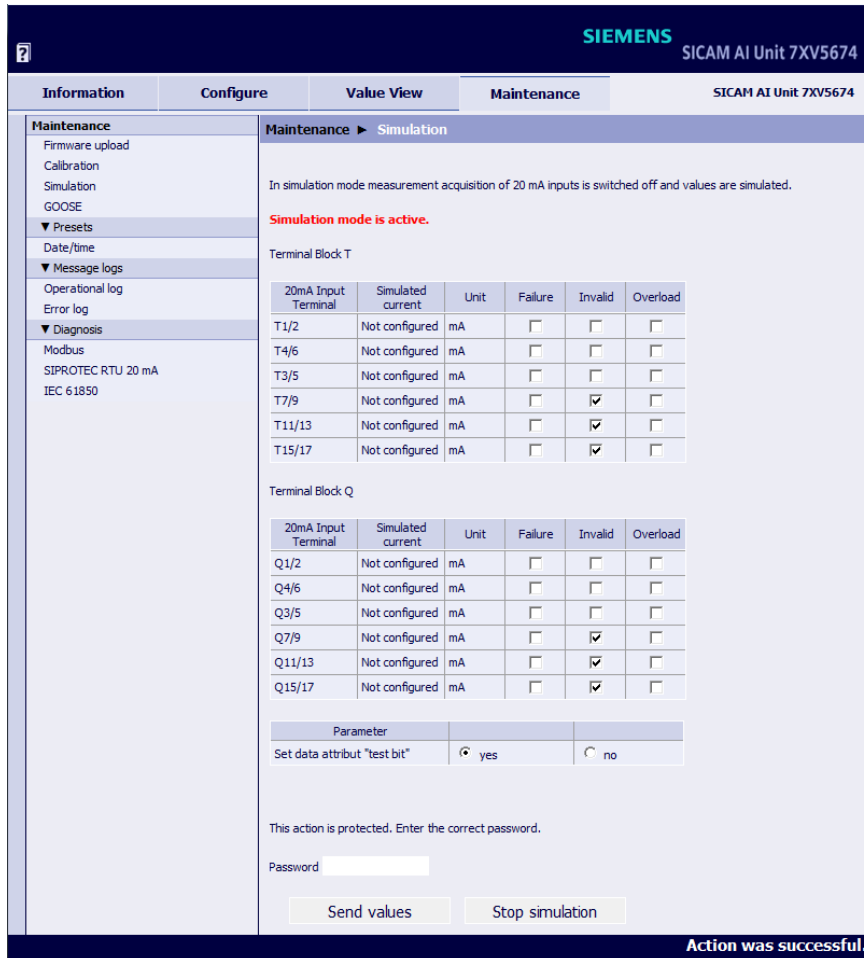 ?
SIEMENS
SICAM AI Unit 7XV5674
Information Configure Value View Maintenance SICAM AI Unit 7XV5674
Maintenance
Firmware upload
Calibration
Simulation
GOOSE
▼ Presets
Date/time
▼ Message logs
Operational log
Error log
▼ Diagnosis
Modbus
SIPROTEC RTU 20 mA
IEC 61850
Maintenance ► Simulation
In simulation mode measurement acquisition of 20 mA inputs is switched off and values are simulated.
Simulation mode is active.
Terminal Block T
20mA Input Terminal Simulated current Unit Failure Invalid Overload
T1/2 Not configured mA
T4/6 Not configured mA
T3/5 Not configured mA
T7/9 Not configured mA
T11/13 Not configured mA
T15/17 Not configured mA
Terminal Block Q
20mA Input Terminal Simulated current Unit Failure Invalid Overload
Q1/2 Not configured mA
Q4/6 Not configured mA
Q3/5 Not configured mA
Q7/9 Not configured mA
Q11/13 Not configured mA
Q15/17 Not configured mA
Parameter
Set data attribut "test bit" yes no
This action is protected. Enter the correct password.
Password
Send values Stop simulation
Action was successful.